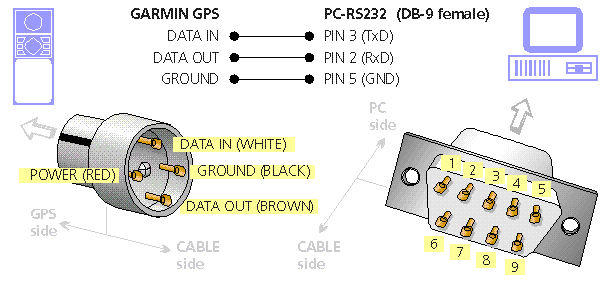 GARMIN GPS PC-RS232 (DB-9 female)
DATA IN PIN 3 (TxD)
DATA OUT PIN 2 (RxD)
GROUND PIN 5 (GND)
PC
side
DATA IN (WHITE)
GROUND (BLACK)
POWER (RED)
DATA OUT (BROWN)
GPS
side
CABLE
side
CABLE
side
1 2 3 4 5
6 7 8 9